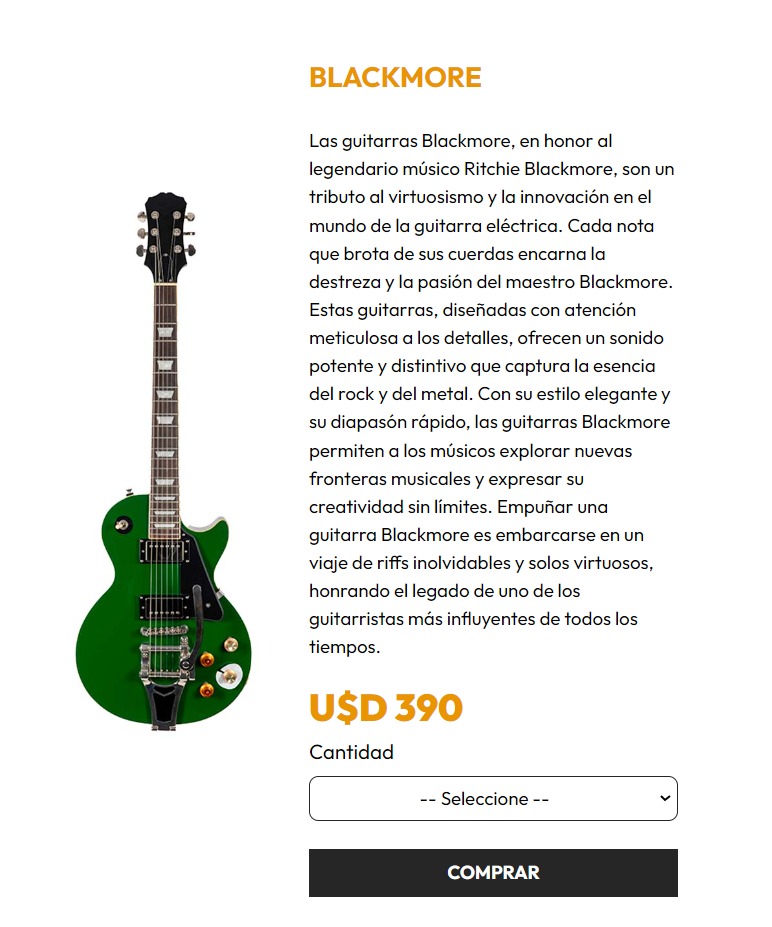 BLACKMORE
Las guitarras Blackmore, en honor al
legendario músico Ritchie Blackmore, son un
tributo al virtuosismo y la innovación en el
mundo de la guitarra eléctrica. Cada nota
que brota de sus cuerdas encarna la
destreza y la pasión del maestro Blackmore.
Estas guitarras, diseñadas con atención
meticulosa a los detalles, ofrecen un sonido
potente y distintivo que captura la esencia
del rock y del metal. Con su estilo elegante y
su diapasón rápido, las guitarras Blackmore
permiten a los músicos explorar nuevas
fronteras musicales y expresar su
creatividad sin límites. Empuñar una
guitarra Blackmore es embarcarse en un
viaje de riffs inolvidables y solos virtuosos,
honrando el legado de uno de los
guitarristas más influyentes de todos los
tiempos.
U$D 390
Cantidad
-- Seleccione --
COMPRAR